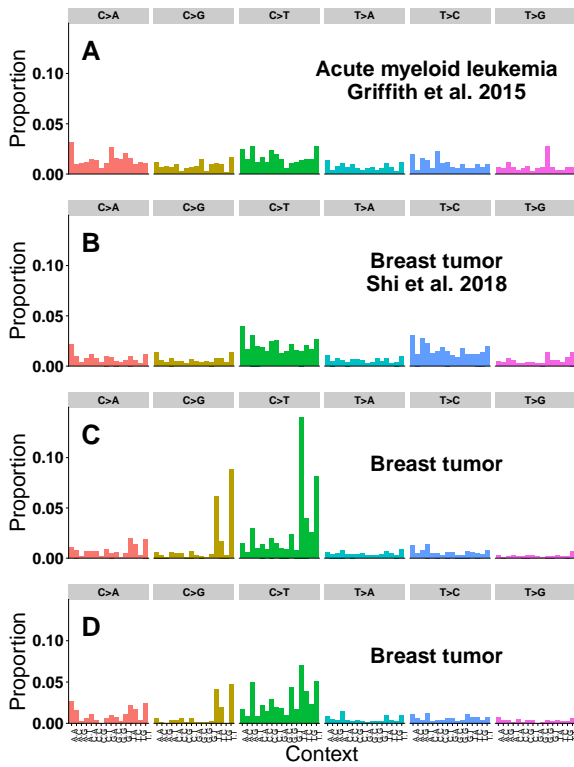 C>A C>G C>T T>A T>C T>G
A
Acute myeloid leukemia
Griffith et al. 2015
Proportion
0.10
0.05
0.00
C>A C>G C>T T>A T>C T>G
B
Breast tumor
Shi et al. 2018
Proportion
0.10
0.05
0.00
C>A C>G C>T T>A T>C T>G
C
Breast tumor
Proportion
0.10
0.05
0.00
C>A C>G C>T T>A T>C T>G
D
Breast tumor
Proportion
0.10
0.05
0.00
Context